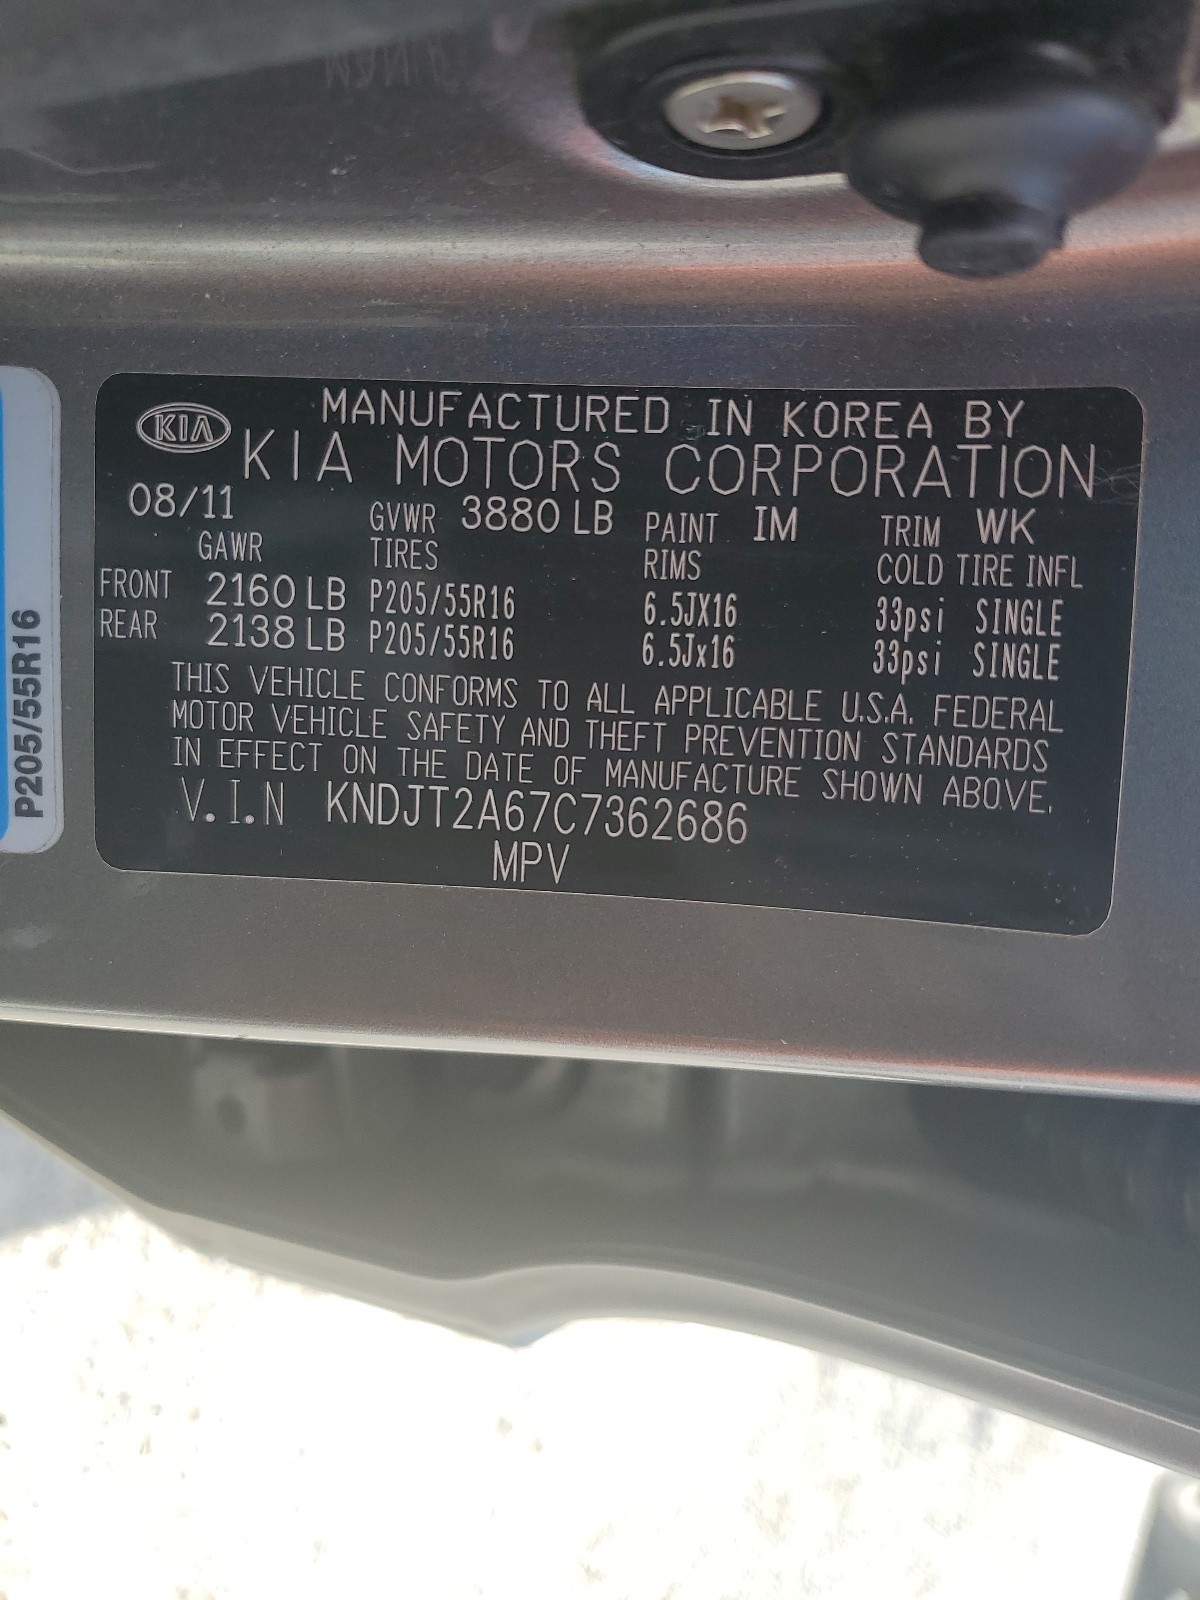 KIA
MANUFACTURED IN KOREA BY
KIA MOTORS CORPORATION
08/11 GVWR 3880 LB PAINT IM TRIM WK
GAWR TIRES RIMS COLD TIRE INFL
FRONT 2160 LB P205/55R16 6.5JX16 33psi SINGLE
REAR 2138 LB P205/55R16 6.5Jx16 33psi SINGLE
THIS VEHICLE CONFORMS TO ALL APPLICABLE U.S.A. FEDERAL
MOTOR VEHICLE SAFETY AND THEFT PREVENTION STANDARDS
IN EFFECT ON THE DATE OF MANUFACTURE SHOWN ABOVE.
V.I.N KNDJT2A67C7362686
MPV
P205/55R16